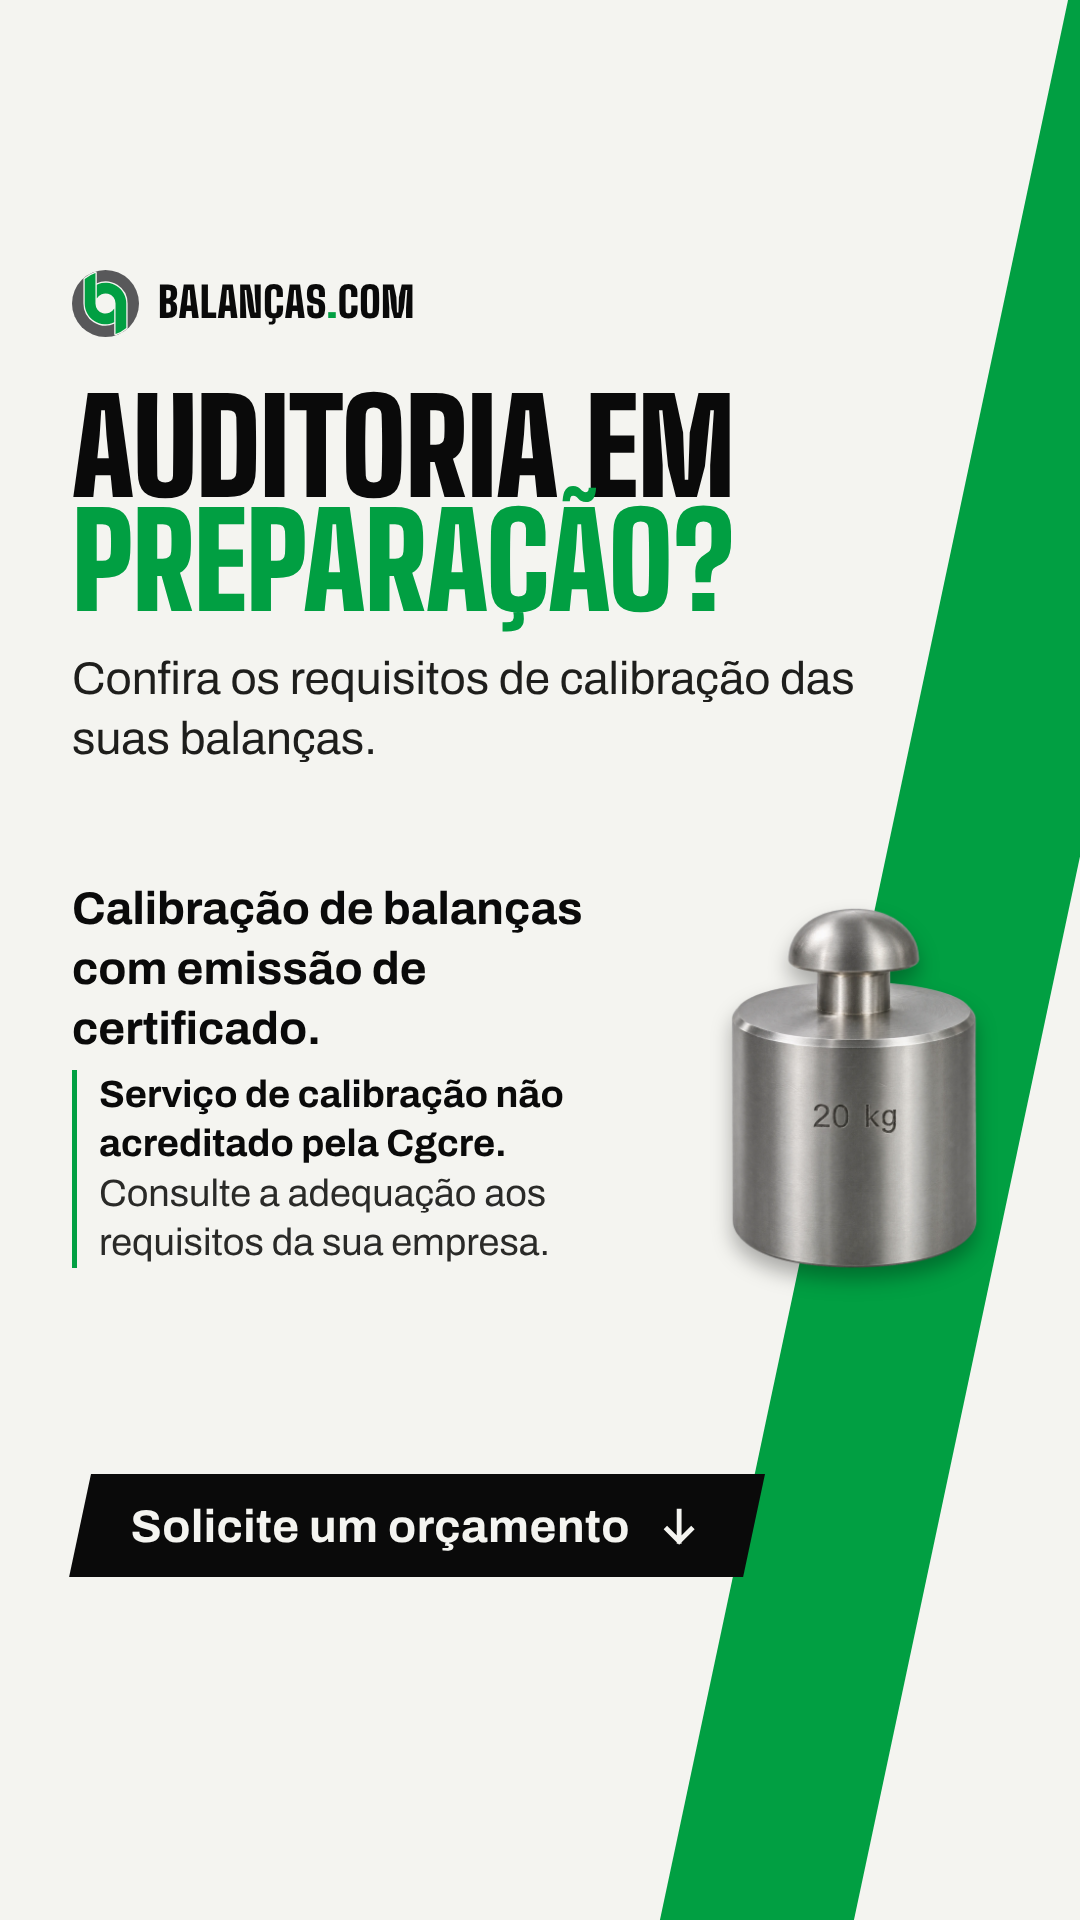 BALANÇAS.COM
AUDITORIA EM
PREPARAÇÃO?
Confira os requisitos de calibração das
suas balanças.
Calibração de balanças
com emissão de
certificado.
Serviço de calibração não
acreditado pela Cgcre.
Consulte a adequação aos
requisitos da sua empresa.
20 kg
Solicite um orçamento ↓